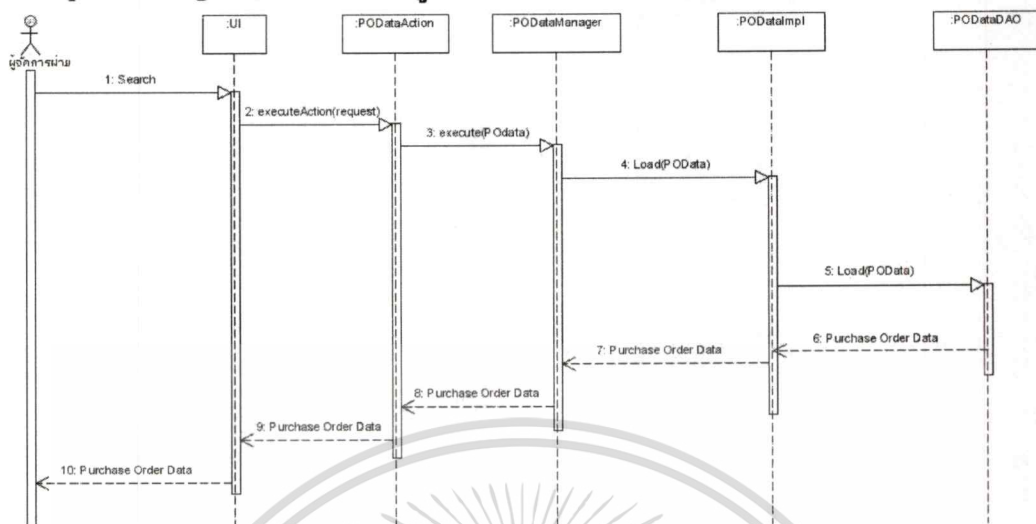 :UI
:PODataAction
:PODataManager
:PODataImpl
:PODataDAO
ผู้จัดการฝ่าย
1: Search
2: executeAction(request)
3: execute(POdata)
4: Load(POData)
5: Load(POData)
6: Purchase Order Data
7: Purchase Order Data
8: Purchase Order Data
9: Purchase Order Data
10: Purchase Order Data